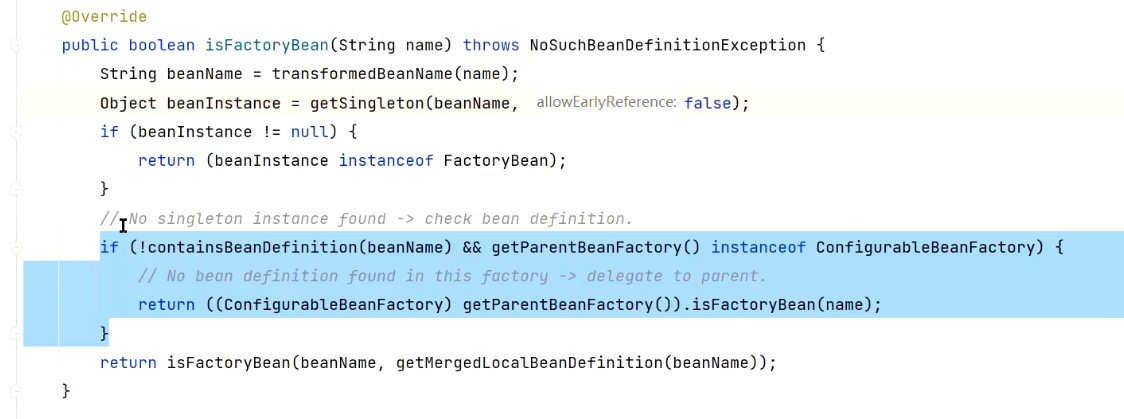 @Override
public boolean isFactoryBean(String name) throws NoSuchBeanDefinitionException {
String beanName = transformedBeanName(name);
Object beanInstance = getSingleton(beanName, allowEarlyReference: false);
if (beanInstance != null) {
return (beanInstance instanceof FactoryBean);
}
// No singleton instance found -> check bean definition.
if (!containsBeanDefinition(beanName) && getParentBeanFactory() instanceof ConfigurableBeanFactory) {
// No bean definition found in this factory -> delegate to parent.
return ((ConfigurableBeanFactory) getParentBeanFactory()).isFactoryBean(name);
}
return isFactoryBean(beanName, getMergedLocalBeanDefinition(beanName));
}